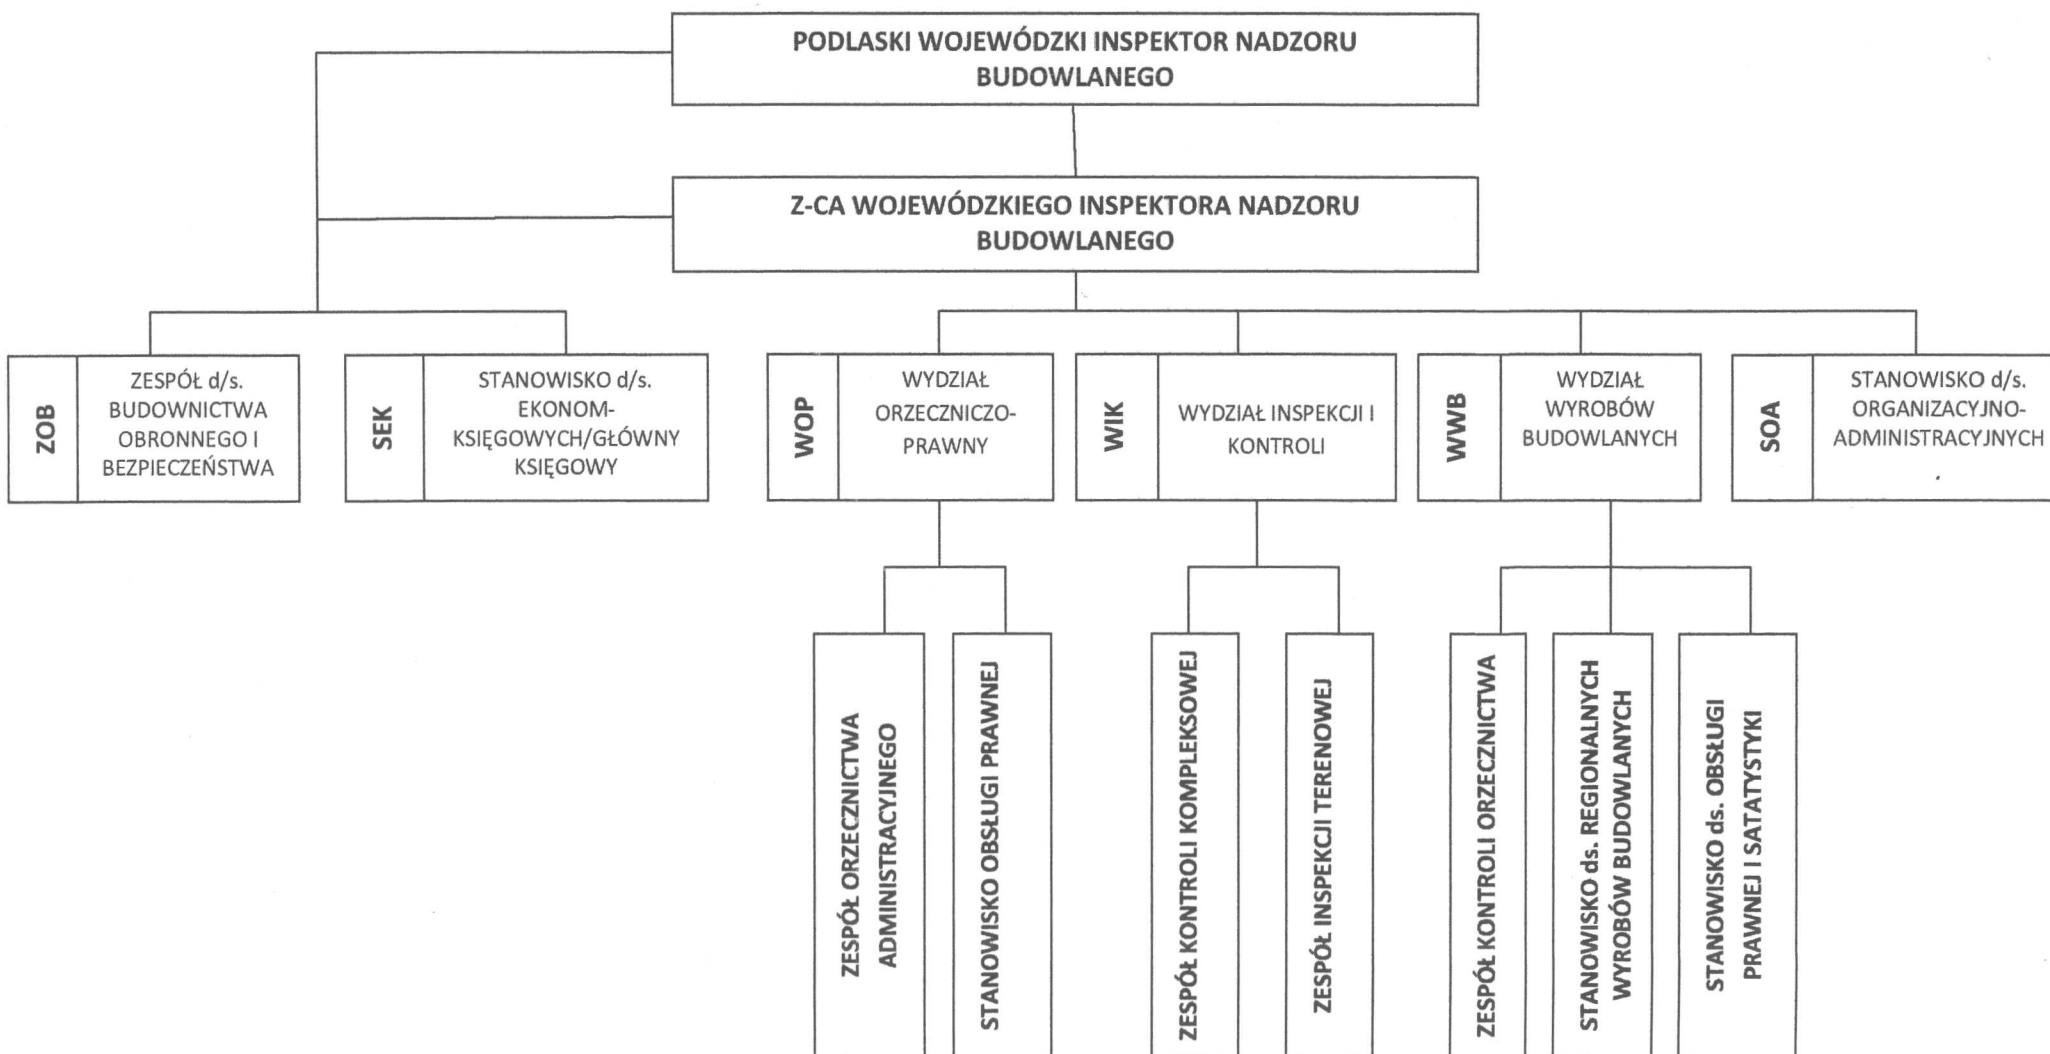 PODLASKI WOJEWÓDZKI INSPEKTOR NADZORU
BUDOWLANEGO
Z-CA WOJEWÓDZKIEGO INSPEKTORA NADZORU
BUDOWLANEGO
ZOB
ZESPÓŁ d/s.
BUDOWNICTWA
OBRONNEGO I
BEZPIECZEŃSTWA
SEK
STANOWISKO d/s.
EKONOM-
KSIĘGOWYCH/GŁÓWNY
KSIĘGOWY
WOP
WYDZIAŁ
ORZECZNICZO-
PRAWNY
WIK
WYDZIAŁ INSPEKCJI I
KONTROLI
WWB
WYDZIAŁ
WYROBÓW
BUDOWLANYCH
SOA
STANOWISKO d/s.
ORGANIZACYJNO-
ADMINISTRACYJNYCH
ZESPÓŁ ORZECZNICTWA
ADMINISTRACYJNEGO
STANOWISKO OBSŁUGI PRAWNEJ
ZESPÓŁ KONTROLI KOMPLEKSOWEJ
ZESPÓŁ INSPEKCJI TERENOWEJ
ZESPÓŁ KONTROLI ORZECZNICTWA
STANOWISKO ds. REGIONALNYCH
WYROBÓW BUDOWLANYCH
STANOWISKO ds. OBSŁUGI
PRAWNEJ I SATATYSTYKI